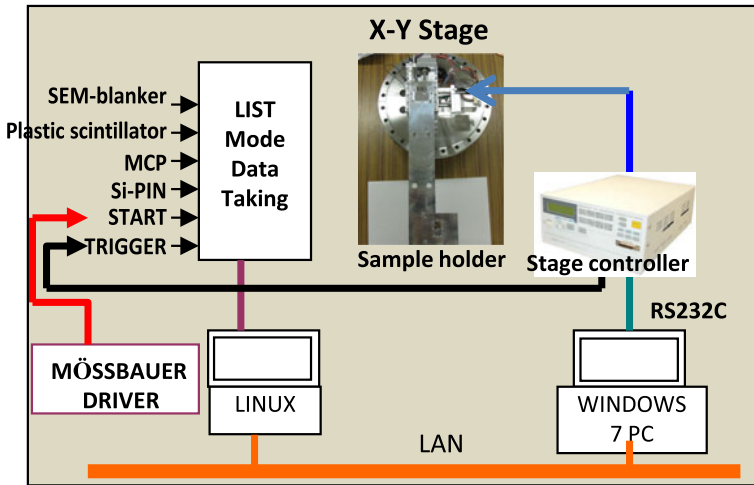 X-Y Stage
SEM-blanker
Plastic scintillator
MCP
Si-PIN
START
TRIGGER
LIST
Mode
Data
Taking
Sample holder
Stage controller
RS232C
MÖSSBAUER
DRIVER
LINUX
WINDOWS
7 PC
LAN